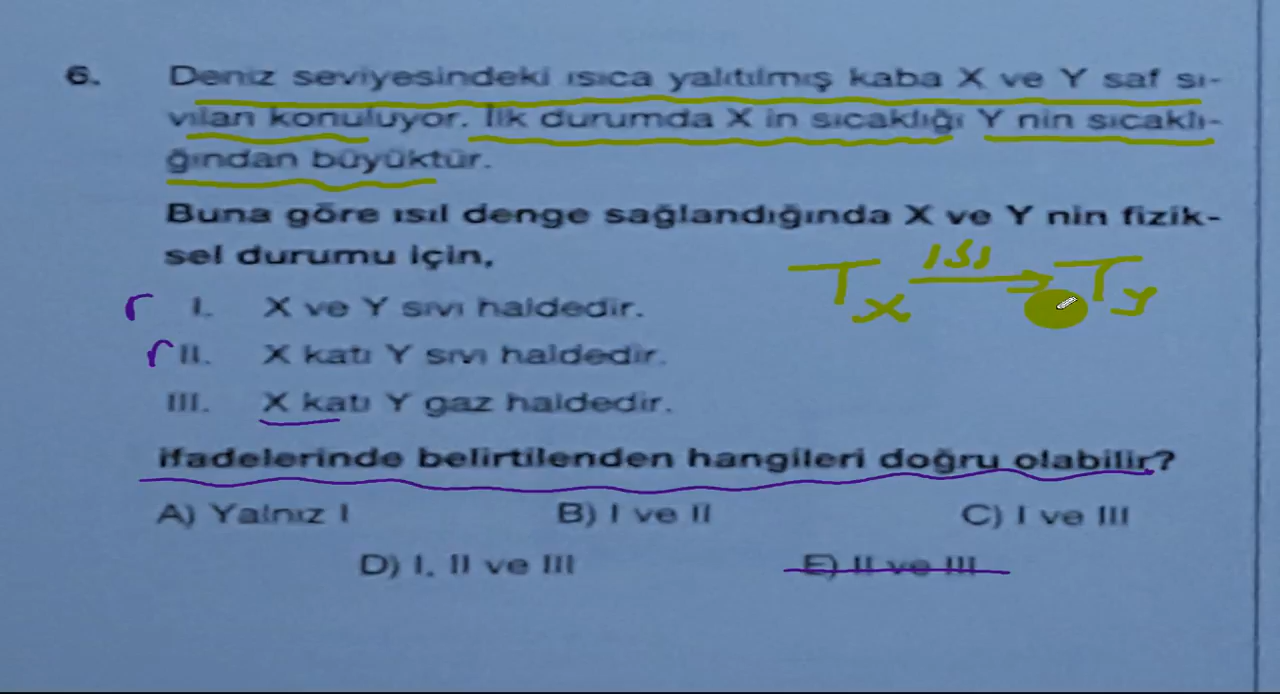 6. Deniz seviyesindeki ısıca yalıtılmış kaba X ve Y saf sı-
vıları konuluyor. İlk durumda X in sıcaklığı Y nin sıcaklı-
ğından büyüktür.
Buna göre ısıl denge sağlandığında X ve Y nin fizik-
sel durumu için,
Tx ısı Ty
I. X ve Y sıvı haldedir.
II. X katı Y sıvı haldedir.
III. X katı Y gaz haldedir.
ifadelerinde belirtilenden hangileri doğru olabilir?
A) Yalnız I B) I ve II C) I ve III
D) I, II ve III E) II ve III